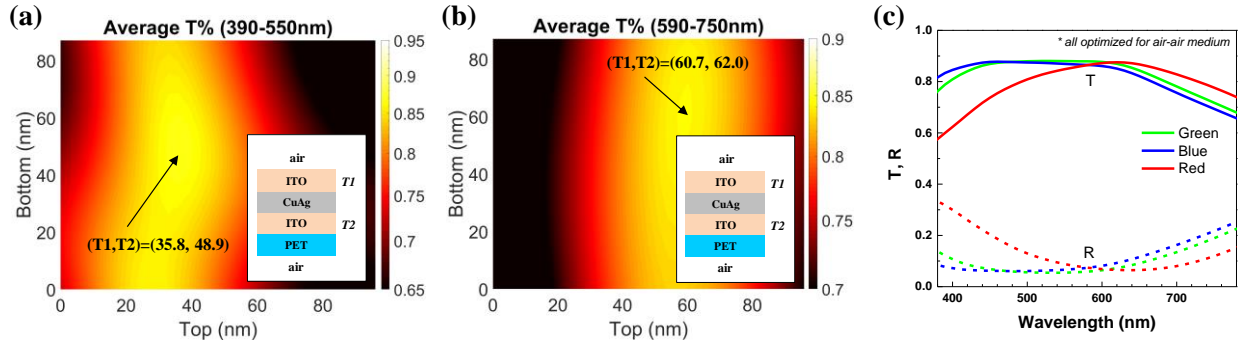 (a)
Average T% (390-550nm)
Bottom (nm)
80
60
40
20
0
0
20
40
60
80
Top (nm)
0.95
0.9
0.85
0.8
0.75
0.7
0.65
(T1,T2)=(35.8, 48.9)
air
ITO T1
CuAg
ITO T2
PET
air
(b)
Average T% (590-750nm)
Bottom (nm)
80
60
40
20
0
0
20
40
60
80
Top (nm)
0.9
0.85
0.8
0.75
0.7
(T1,T2)=(60.7, 62.0)
air
ITO T1
CuAg
ITO T2
PET
air
(c)
* all optimized for air-air medium
T, R
1.0
0.8
0.6
0.4
0.2
0.0
T
Green
Blue
Red
R
400
500
600
700
Wavelength (nm)